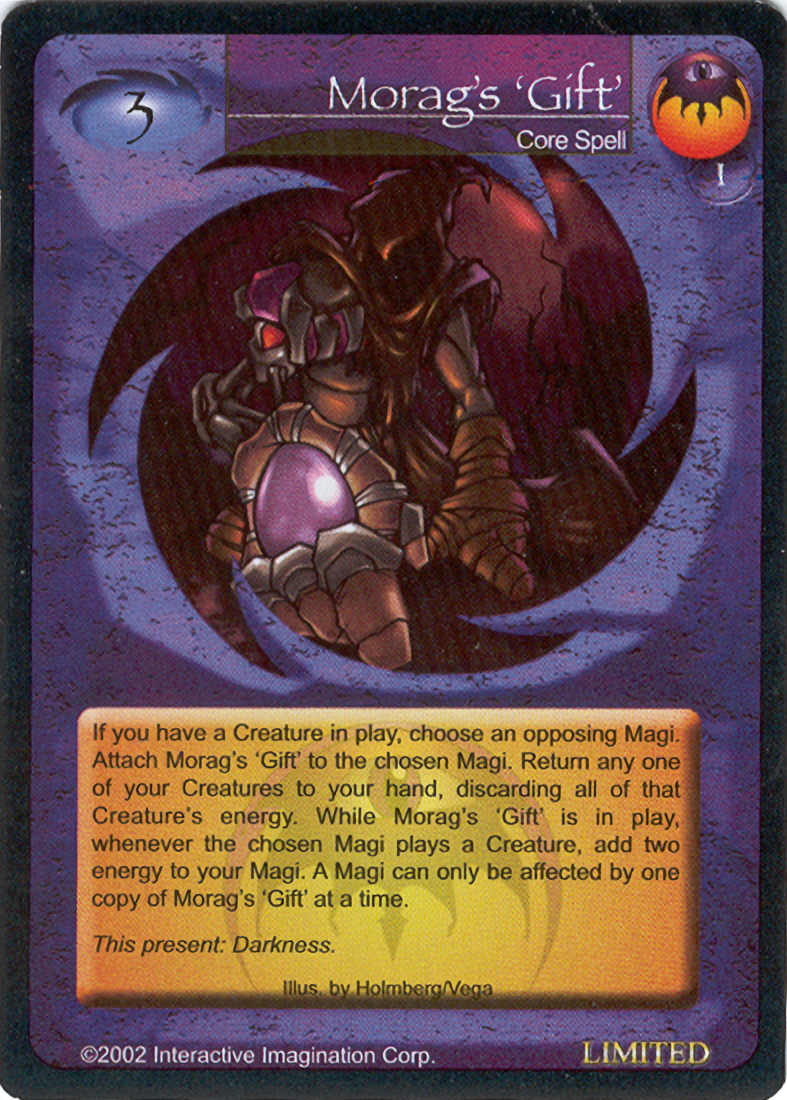 3
Morag's 'Gift'
Core Spell
I
If you have a Creature in play, choose an opposing Magi.
Attach Morag's 'Gift' to the chosen Magi. Return any one
of your Creatures to your hand, discarding all of that
Creature's energy. While Morag's 'Gift' is in play,
whenever the chosen Magi plays a Creature, add two
energy to your Magi. A Magi can only be affected by one
copy of Morag's 'Gift' at a time.
This present: Darkness.
Illus. by Holmberg/Vega
©2002 Interactive Imagination Corp.
LIMITED